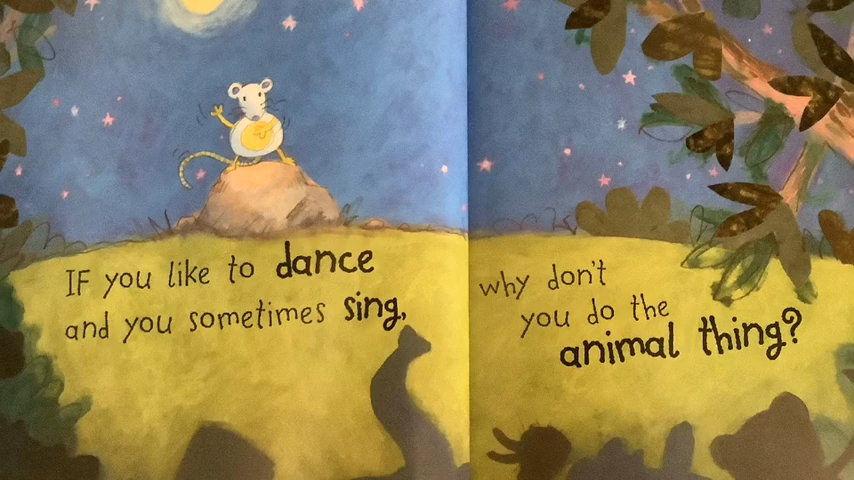 IF you like to dance
and you sometimes sing,
why don't
you do the
animal thing?